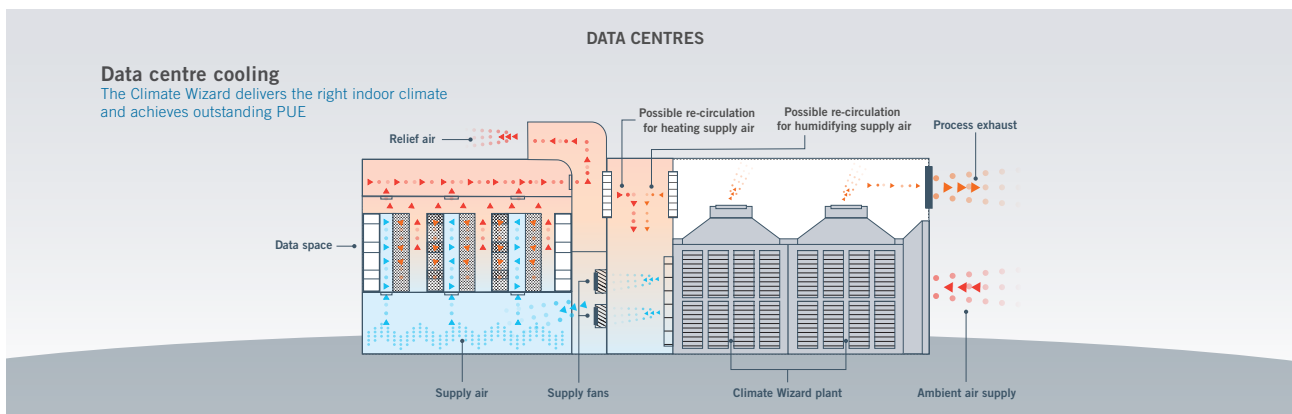 DATA CENTRES
Data centre cooling
The Climate Wizard delivers the right indoor climate
and achieves outstanding PUE
Relief air
Possible re-circulation
for heating supply air
Possible re-circulation
for humidifying supply air
Process exhaust
Data space
Supply air
Supply fans
Climate Wizard plant
Ambient air supply